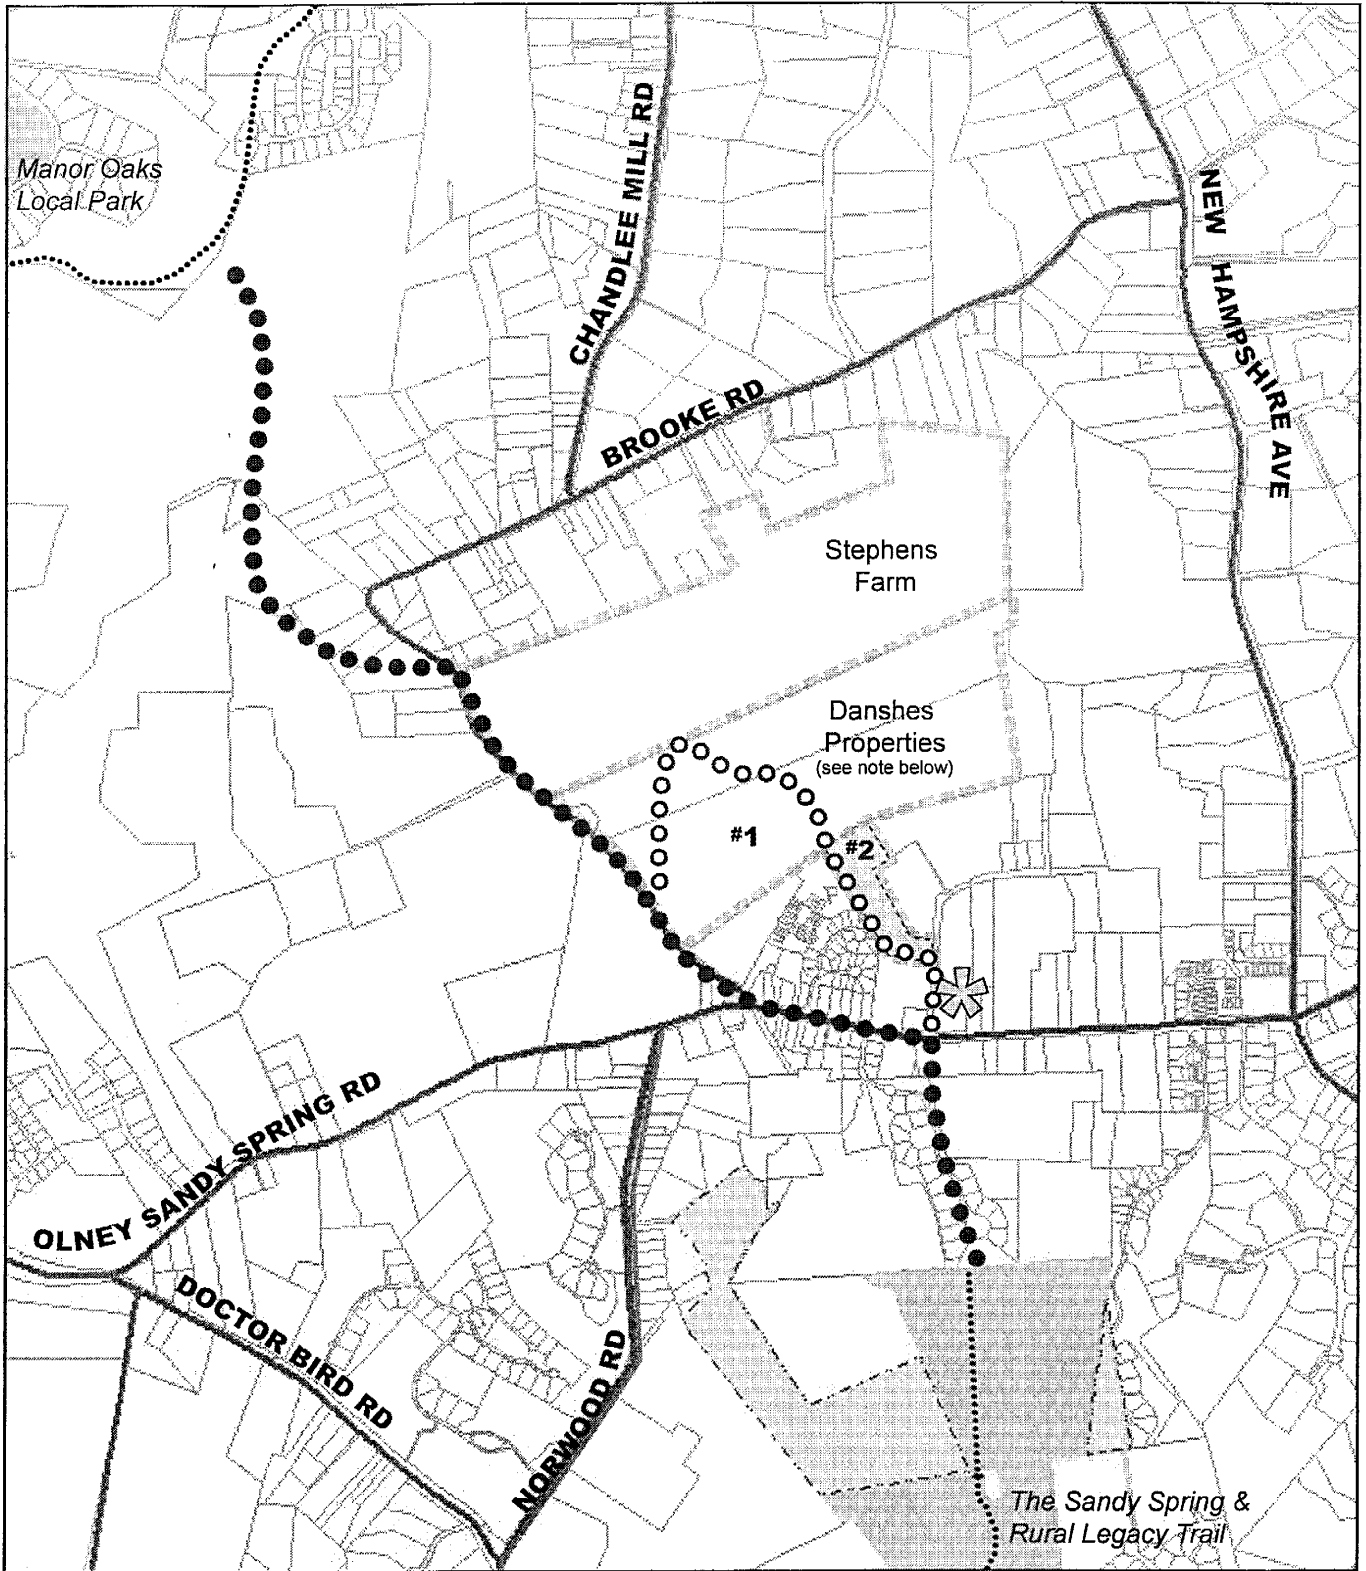 Manor Oaks
Local Park
CHANDLEE MILL RD
NEW HAMPSHIRE AVE
BROOKE RD
Stephens
Farm
Danshes
Properties
(see note below)
#1
#2
OLNEY SANDY SPRING RD
DOCTOR BIRD RD
NORWOOD RD
The Sandy Spring &
Rural Legacy Trail